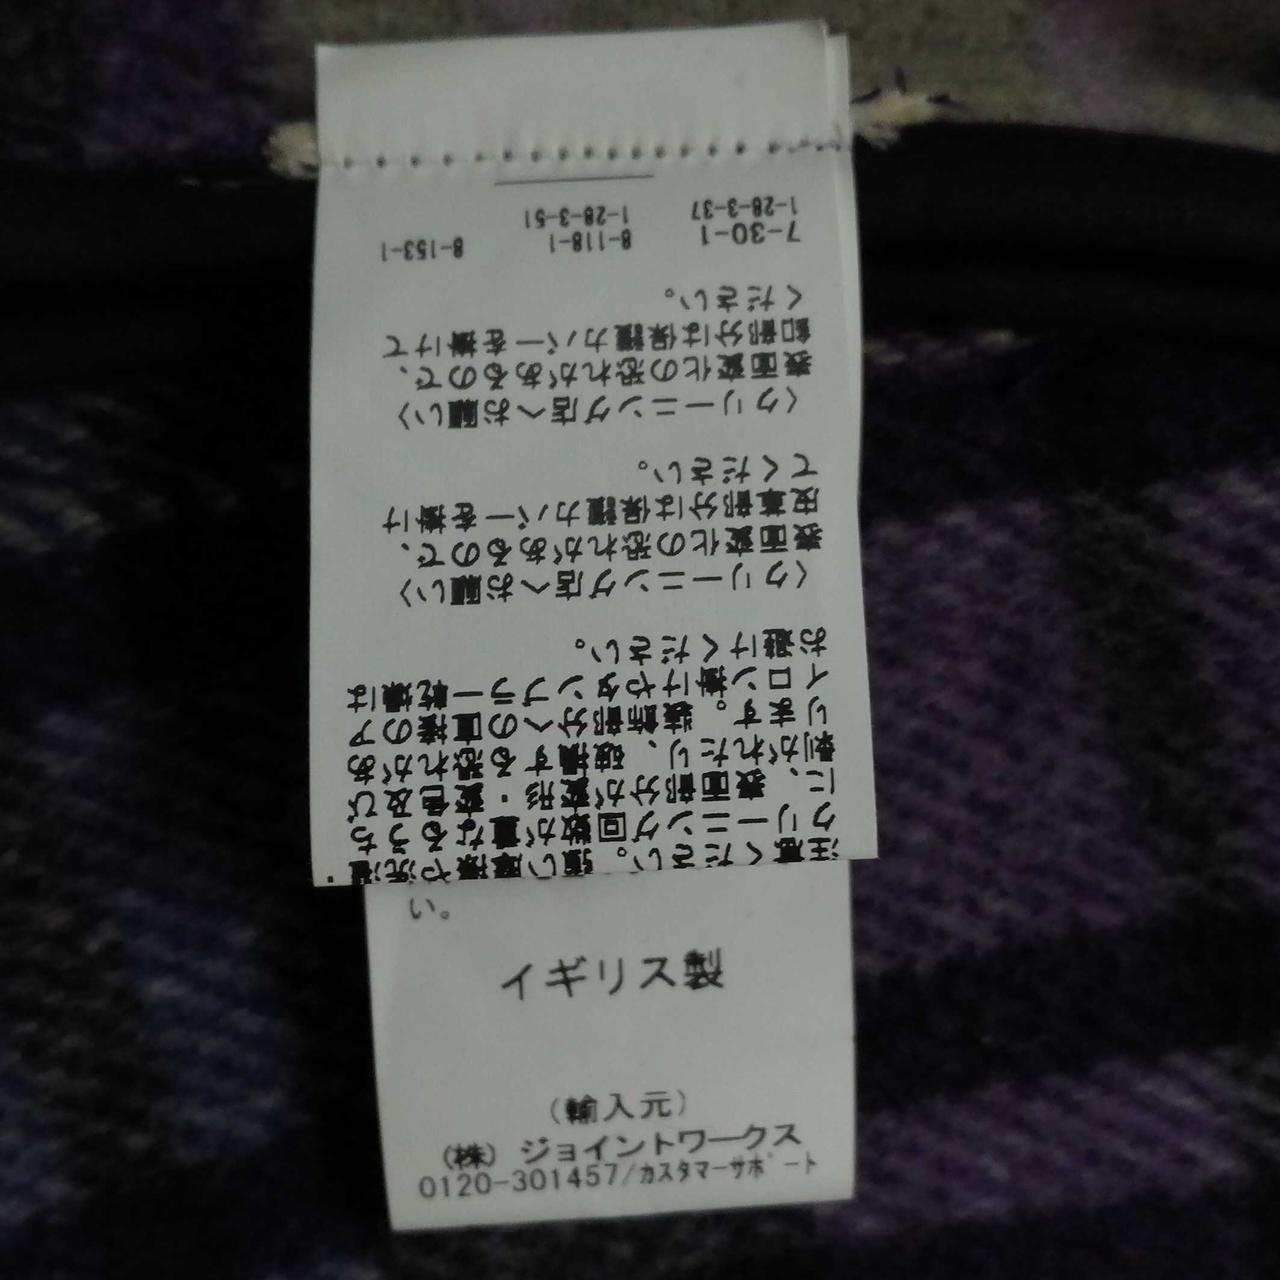 注意ください。強い摩擦や洗濯・
クリーニング回数が重なるうち
に、表面部分が変形・変色及び
剥がれたり、破損する恐れがあ
ります。装飾部分への直接のア
イロン掛けやタンブラー乾燥は
お避けください。
〈クリーニング店へお願い〉
表面変化の恐れがあるので、
皮革部分は保護カバーを掛け
てください。
〈クリーニング店へお願い〉
表面変化の恐れがあるので、
釦部分は保護カバーを掛けて
ください。
7-30-1 8-118-1 8-153-1
1-28-3-37 1-28-3-51
い。
イギリス製
(輸入元)
(株) ジョイントワークス
0120-301457/カスタマーサポート